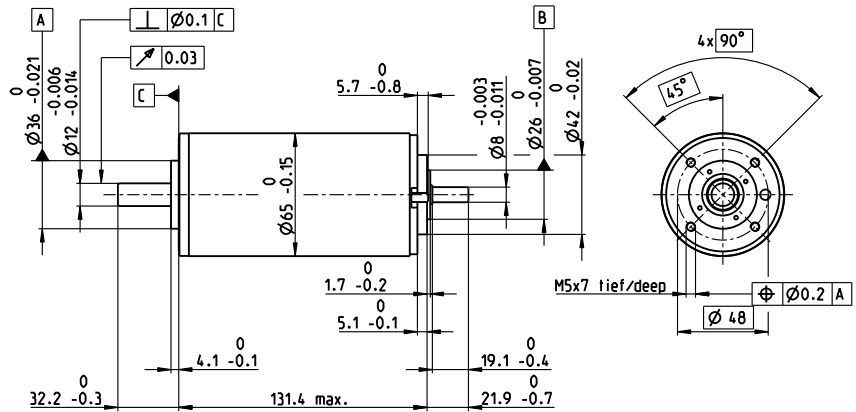 A
⊥ Ø0.1 C
↗ 0.03
C
Ø36 0 -0.021
Ø12 -0.006 -0.014
Ø65 0 -0.15
5.7 0 -0.8
Ø8 -0.003 -0.011
B
Ø26 0 -0.007
Ø42 0 -0.02
1.7 0 -0.2
5.1 0 -0.1
4.1 0 -0.1
19.1 0 -0.4
32.2 0 -0.3
131.4 max.
21.9 0 -0.7
4x 90°
45°
M5x7 tief/deep
⌖ Ø0.2 A
Ø 48